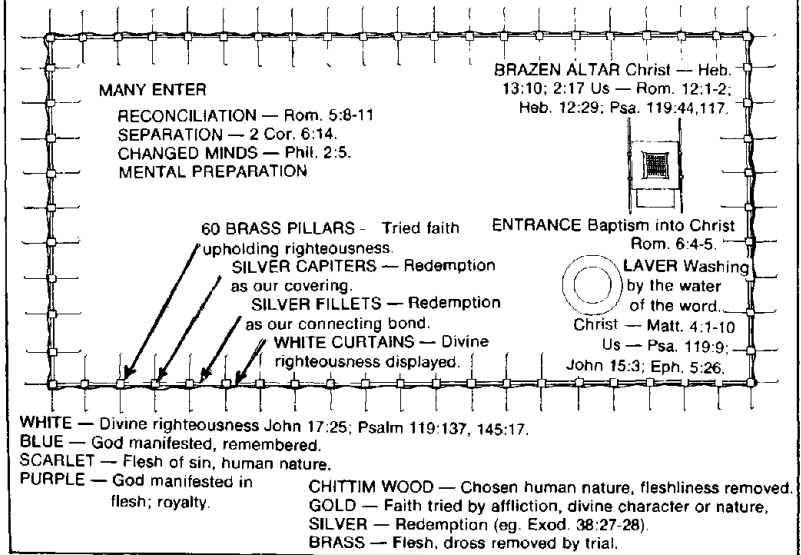 MANY ENTER
RECONCILIATION — Rom. 5:8-11
SEPARATION — 2 Cor. 6:14.
CHANGED MINDS — Phil. 2:5.
MENTAL PREPARATION
BRAZEN ALTAR Christ — Heb.
13:10; 2:17 Us — Rom. 12:1-2;
Heb. 12:29; Psa. 119:44,117.
60 BRASS PILLARS - Tried faith
upholding righteousness.
SILVER CAPITERS — Redemption
as our covering.
SILVER FILLETS — Redemption
as our connecting bond.
WHITE CURTAINS — Divine
righteousness displayed.
ENTRANCE Baptism into Christ
Rom. 6:4-5.
LAVER Washing
by the water
of the word.
Christ — Matt. 4:1-10
Us — Psa. 119:9;
John 15:3; Eph. 5:26.
WHITE — Divine righteousness John 17:25; Psalm 119:137, 145:17.
BLUE — God manifested, remembered.
SCARLET — Flesh of sin, human nature.
PURPLE — God manifested in
flesh; royalty.
CHITTIM WOOD — Chosen human nature, fleshliness removed.
GOLD — Faith tried by affliction, divine character or nature,
SILVER — Redemption (eg. Exod. 38:27-28).
BRASS — Flesh, dross removed by trial.